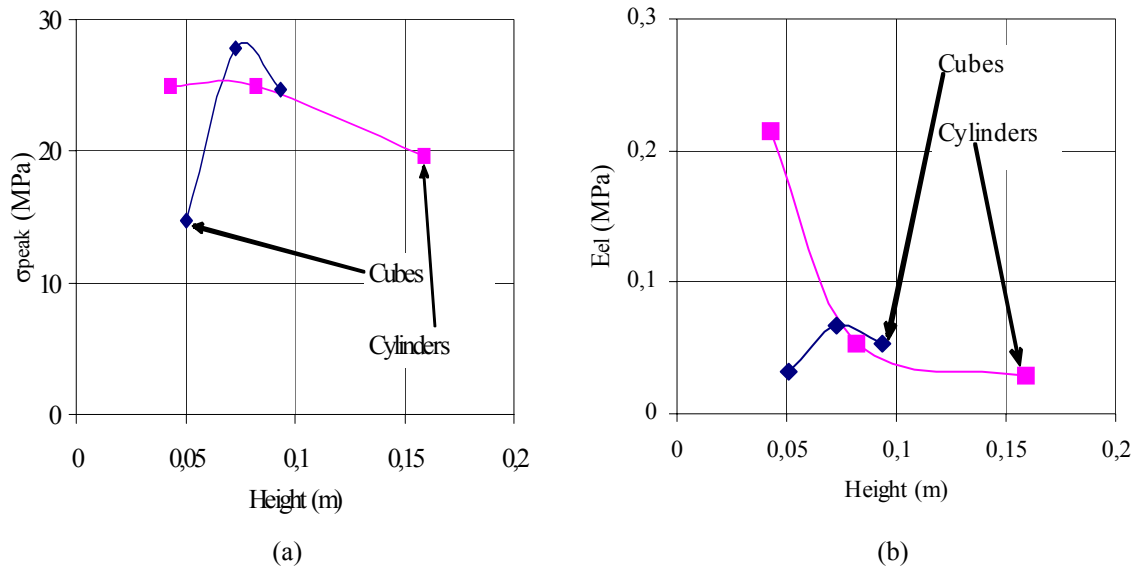 30
20
10
0
σpeak (MPa)
0 0,05 0,1 0,15 0,2
Height (m)
Cubes
Cylinders
(a)
0,3
0,2
0,1
0
Eel (MPa)
0 0,05 0,1 0,15 0,2
Height (m)
Cubes
Cylinders
(b)